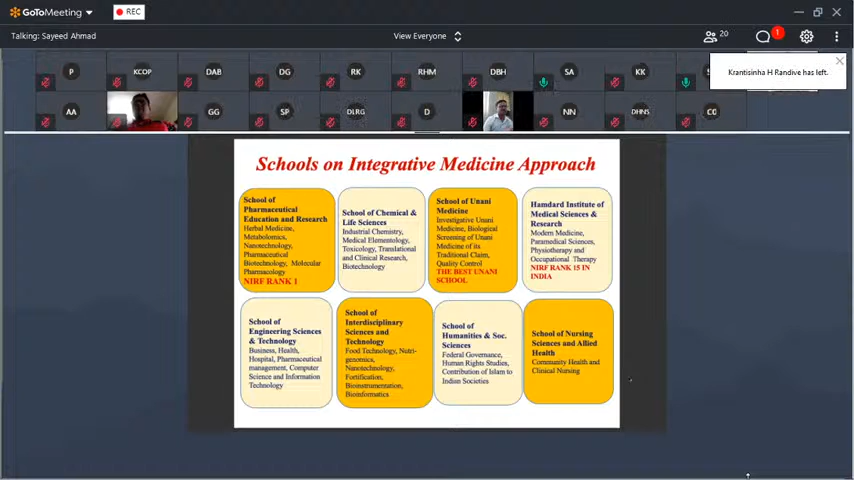 GoToMeeting
REC
Talking: Sayeed Ahmad
View Everyone
20
1
P
KCOP
DAB
DG
RK
RHM
DBH
SA
KK
Krantisinha H Randive has left.
AA
GG
SP
DLRG
D
NN
DHNS
CG
Schools on Integrative Medicine Approach
School of
Pharmaceutical
Education and Research
Herbal Medicine,
Metabolomics,
Nanotechnology,
Pharmaceutical
Biotechnology, Molecular
Pharmacology
NIRF RANK 1
School of Chemical &
Life Sciences
Industrial Chemistry,
Medical Elementology,
Toxicology, Translational
and Clinical Research,
Biotechnology
School of Unani
Medicine
Investigative Unani
Medicine, Biological
Screening of Unani
Medicine of its
Traditional Claim,
Quality Control
THE BEST UNANI
SCHOOL
Hamdard Institute of
Medical Sciences &
Research
Modern Medicine,
Paramedical Sciences,
Physiotherapy and
Occupational Therapy
NIRF RANK 15 IN
INDIA
School of
Engineering Sciences
& Technology
Business, Health,
Hospital, Pharmaceutical
management, Computer
Science and Information
Technology
School of
Interdisciplinary
Sciences and
Technology
Food Technology, Nutri-
genomics,
Nanotechnology,
Fortification,
Bioinstrumentation,
Bioinformatics
School of
Humanities & Soc.
Sciences
Federal Governance,
Human Rights Studies,
Contribution of Islam to
Indian Societies
School of Nursing
Sciences and Allied
Health
Community Health and
Clinical Nursing